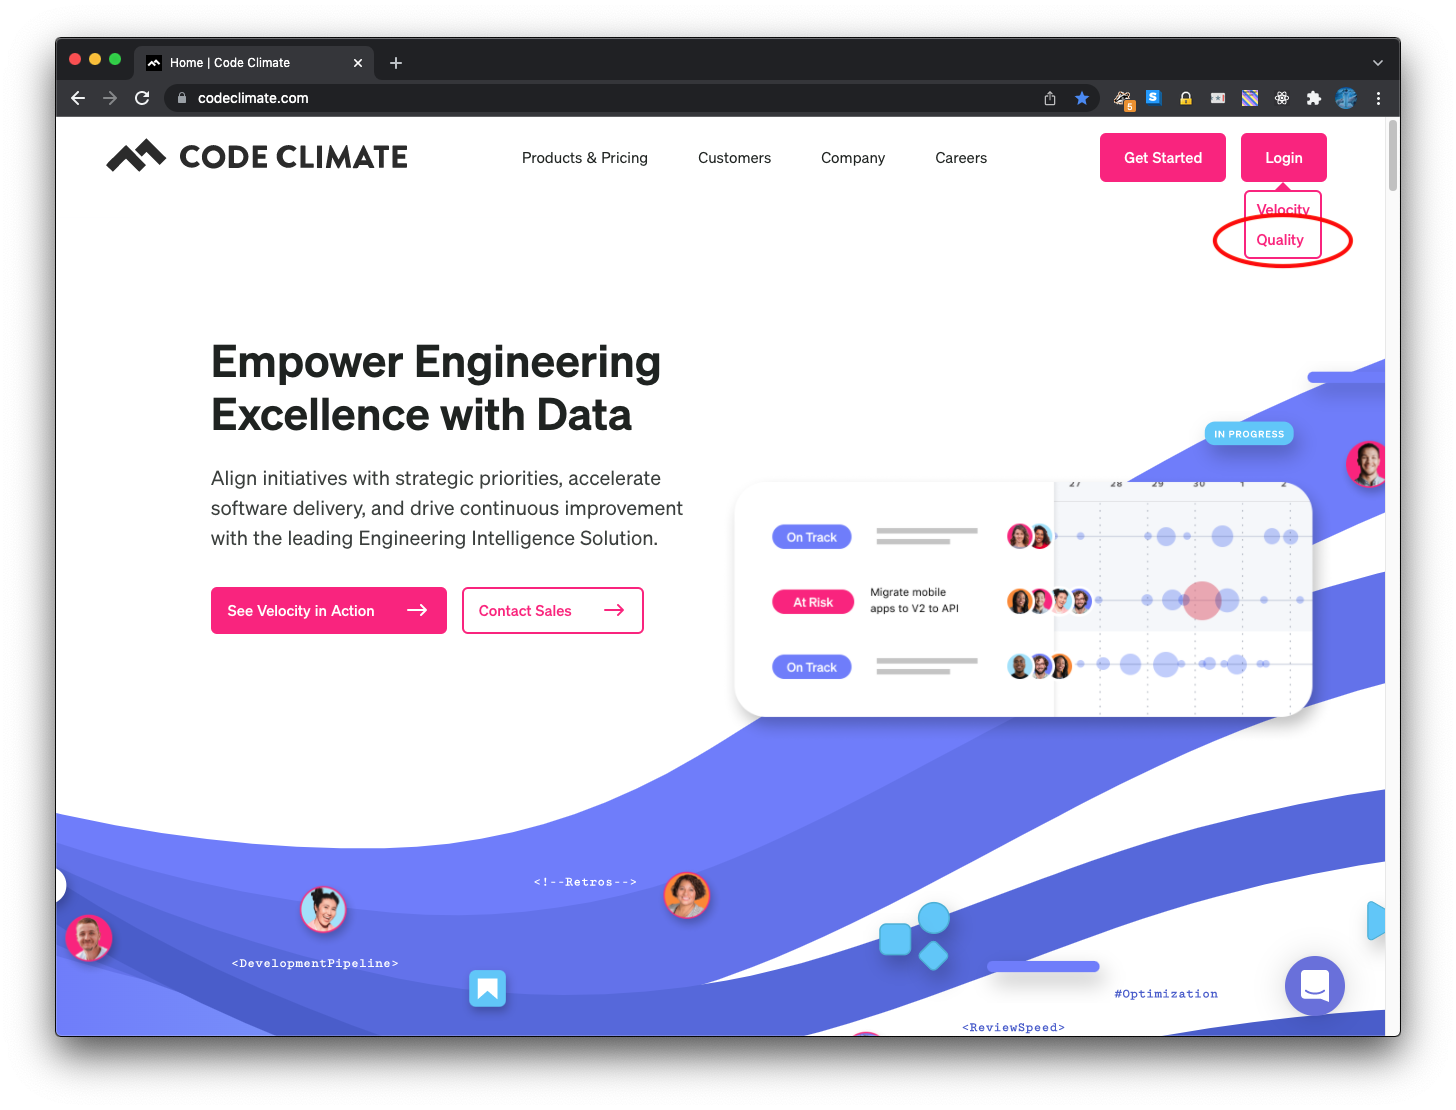 Home | Code Climate
codeclimate.com
5
S
CODE CLIMATE
Products & Pricing
Customers
Company
Careers
Get Started
Login
Velocity
Quality
Empower Engineering
Excellence with Data
Align initiatives with strategic priorities, accelerate
software delivery, and drive continuous improvement
with the leading Engineering Intelligence Solution.
See Velocity in Action
Contact Sales
IN PROGRESS
27 28 29 30 1 2
On Track
At Risk
Migrate mobile
apps to V2 to API
On Track
<!--Retros-->
<DevelopmentPipeline>
#Optimization
<ReviewSpeed>